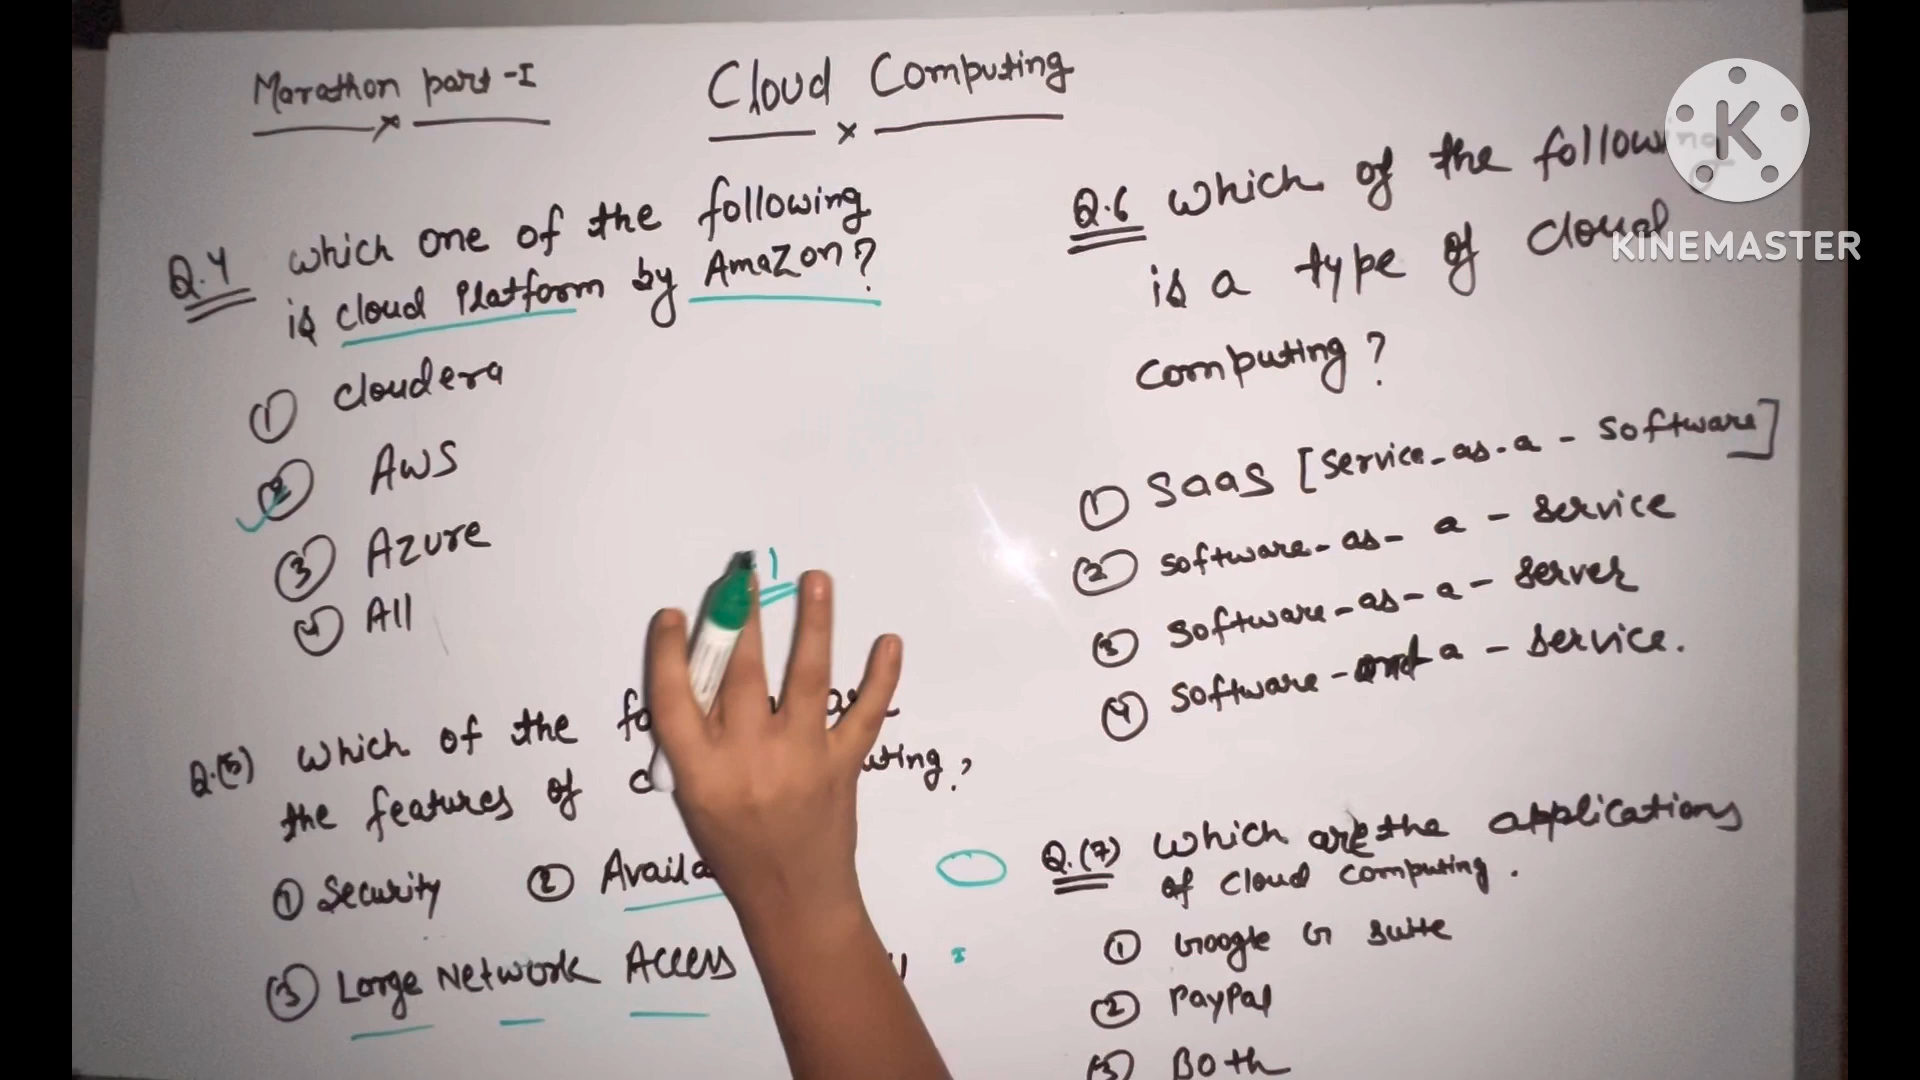 Marathon part-I
Cloud Computing
Q.4 which one of the following
is cloud Platform by Amazon?
① cloudera
② AWS
③ Azure
④ All
Q.(5) which of the
the features of
① Security ②
③ Large Network Access
Q.6 which of the following
is a type of cloud
computing?
① SaaS [Service-as-a-Software]
② Software-as-a-Service
③ Software-as-a-Server
④ Software-and a-Service.
Q.(7) which are the applications
of cloud computing.
① Google G suite
② PayPal
③ Both
K
KINEMASTER